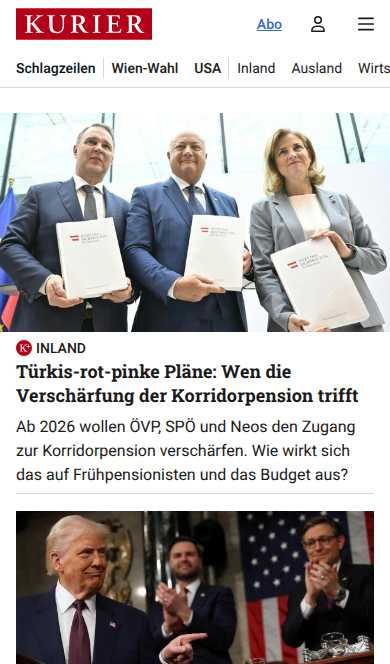 KURIER
Abo
Schlagzeilen Wien-Wahl USA Inland Ausland Wirts
K+ INLAND
Türkis-rot-pinke Pläne: Wen die
Verschärfung der Korridorpension trifft
Ab 2026 wollen ÖVP, SPÖ und Neos den Zugang
zur Korridorpension verschärfen. Wie wirkt sich
das auf Frühpensionisten und das Budget aus?